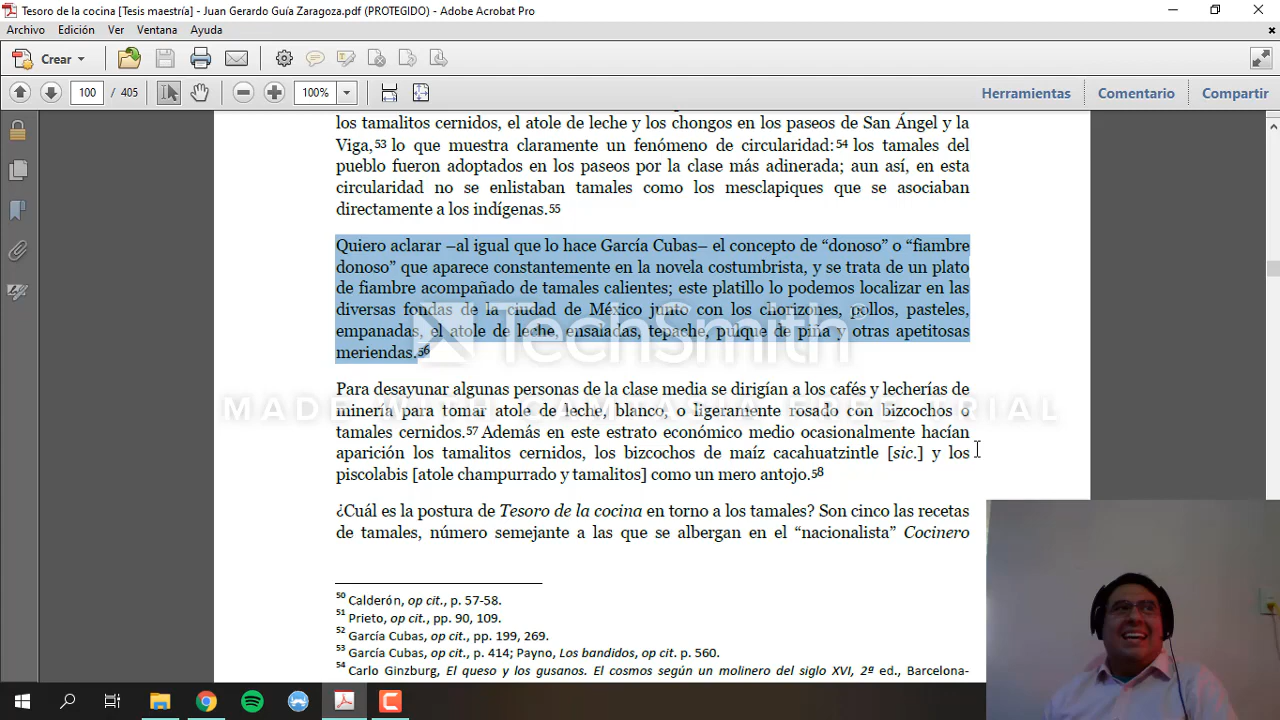 Tesoro de la cocina [Tesis maestría] - Juan Gerardo Guía Zaragoza.pdf (PROTEGIDO) - Adobe Acrobat Pro
Archivo Edición Ver Ventana Ayuda
Crear
100 / 405 100% Herramientas Comentario Compartir
los tamalitos cernidos, el atole de leche y los chongos en los paseos de San Ángel y la
Viga,53 lo que muestra claramente un fenómeno de circularidad:54 los tamales del
pueblo fueron adoptados en los paseos por la clase más adinerada; aun así, en esta
circularidad no se enlistaban tamales como los mesclapiques que se asociaban
directamente a los indígenas.55
Quiero aclarar –al igual que lo hace García Cubas– el concepto de “donoso” o “fiambre
donoso” que aparece constantemente en la novela costumbrista, y se trata de un plato
de fiambre acompañado de tamales calientes; este platillo lo podemos localizar en las
diversas fondas de la ciudad de México junto con los chorizones, pollos, pasteles,
empanadas, el atole de leche, ensaladas, tepache, pulque de piña y otras apetitosas
meriendas.56
TechSmith®
MADE WITH CAMTASIA FREE TRIAL
Para desayunar algunas personas de la clase media se dirigían a los cafés y lecherías de
minería para tomar atole de leche, blanco, o ligeramente rosado con bizcochos o
tamales cernidos.57 Además en este estrato económico medio ocasionalmente hacían
aparición los tamalitos cernidos, los bizcochos de maíz cacahuatzintle [sic.] y los
piscolabis [atole champurrado y tamalitos] como un mero antojo.58
¿Cuál es la postura de Tesoro de la cocina en torno a los tamales? Son cinco las recetas
de tamales, número semejante a las que se albergan en el “nacionalista” Cocinero
50 Calderón, op cit., p. 57-58.
51 Prieto, op cit., pp. 90, 109.
52 García Cubas, op cit., pp. 199, 269.
53 García Cubas, op cit., p. 414; Payno, Los bandidos, op cit. p. 560.
54 Carlo Ginzburg, El queso y los gusanos. El cosmos según un molinero del siglo XVI, 2ª ed., Barcelona-